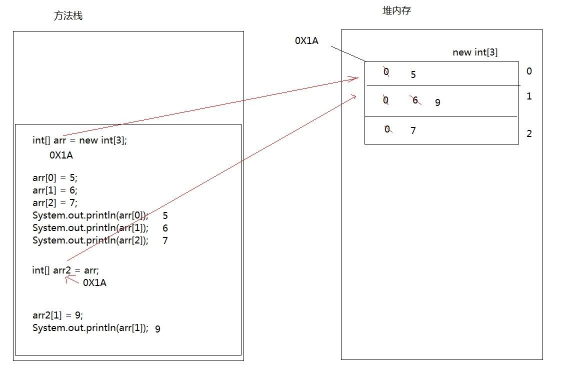 方法栈
int[] arr = new int[3];
0X1A
arr[0] = 5;
arr[1] = 6;
arr[2] = 7;
System.out.println(arr[0]); 5
System.out.println(arr[1]); 6
System.out.println(arr[2]); 7
int[] arr2 = arr;
0X1A
arr2[1] = 9;
System.out.println(arr[1]); 9
堆内存
0X1A
new int[3]
0 5 0
0 6 9 1
0 7 2